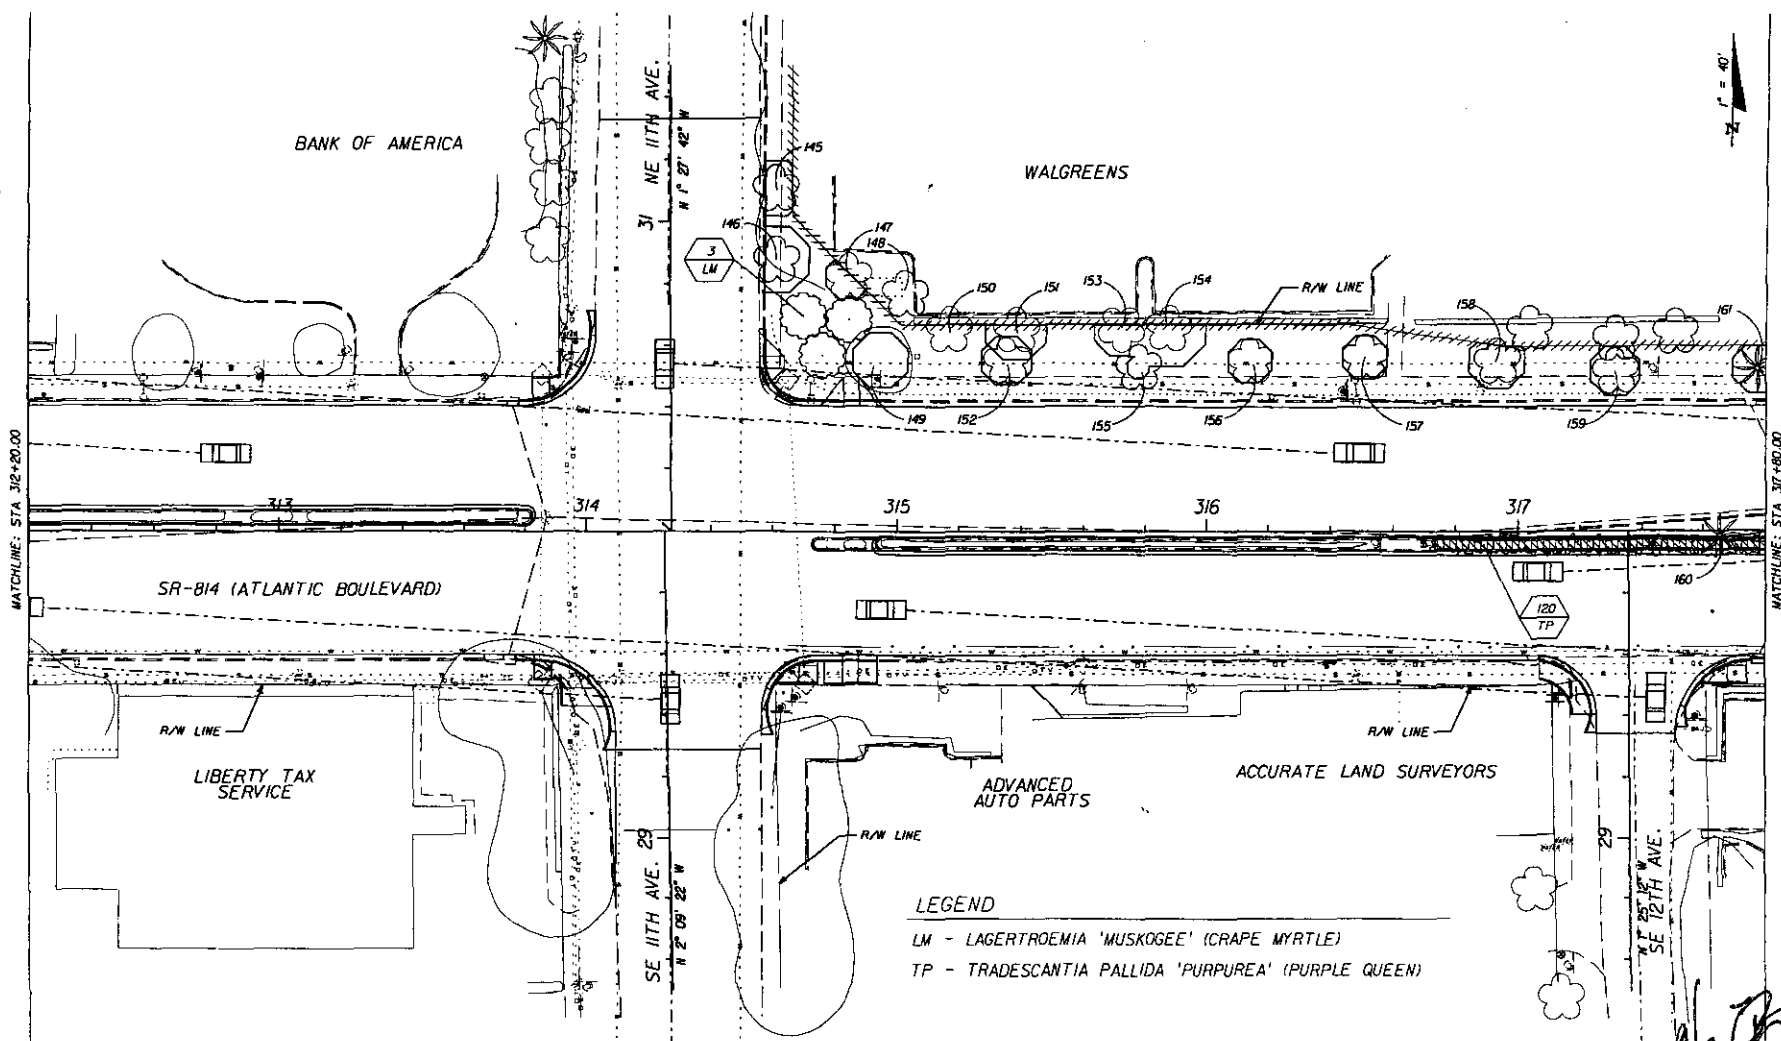 BANK OF AMERICA
NE 11TH AVE.
N 1° 27' 42" W
31
WALGREENS
1" = 40'
N
145
146
3
LM
147
148
150
151
153
154
R/W LINE
158
161
149
152
155
156
157
159
MATCHLINE: STA 312+20.00
MATCHLINE: STA 317+80.00
313
314
315
316
317
SR-814 (ATLANTIC BOULEVARD)
160
120
TP
R/W LINE
R/W LINE
LIBERTY TAX
SERVICE
ADVANCED
AUTO PARTS
ACCURATE LAND SURVEYORS
R/W LINE
29
SE 11TH AVE.
N 2° 09' 22" W
29
SE 12TH AVE.
N 1° 25' 12" W
LEGEND
LM - LAGERTROEMIA 'MUSKOGEE' (CRAPE MYRTLE)
TP - TRADESCANTIA PALLIDA 'PURPUREA' (PURPLE QUEEN)